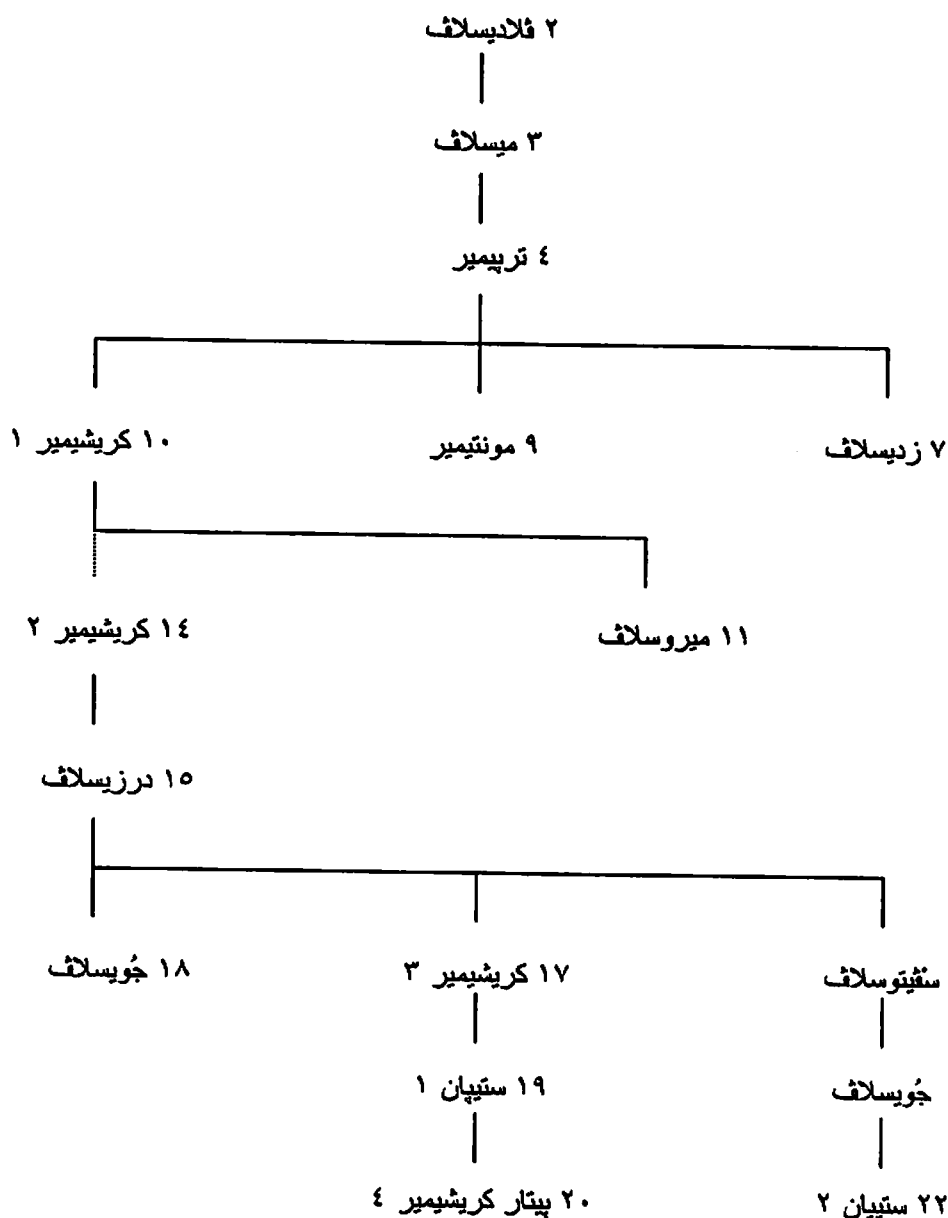 ٢ ڤلاديسلاڤ
٣ ميسلاڤ
٤ ترپيمير
٧ زديسلاڤ
٩ مونتيمير
١٠ كريشيمير ١
١١ ميروسلاڤ
١٤ كريشيمير ٢
١٥ درزيسلاڤ
سڤيتوسلاڤ
١٧ كريشيمير ٣
١٨ جُويسلاڤ
جُويسلاڤ
١٩ ستيپان ١
٢٢ ستيپان ٢
٢٠ پيتار كريشيمير ٤